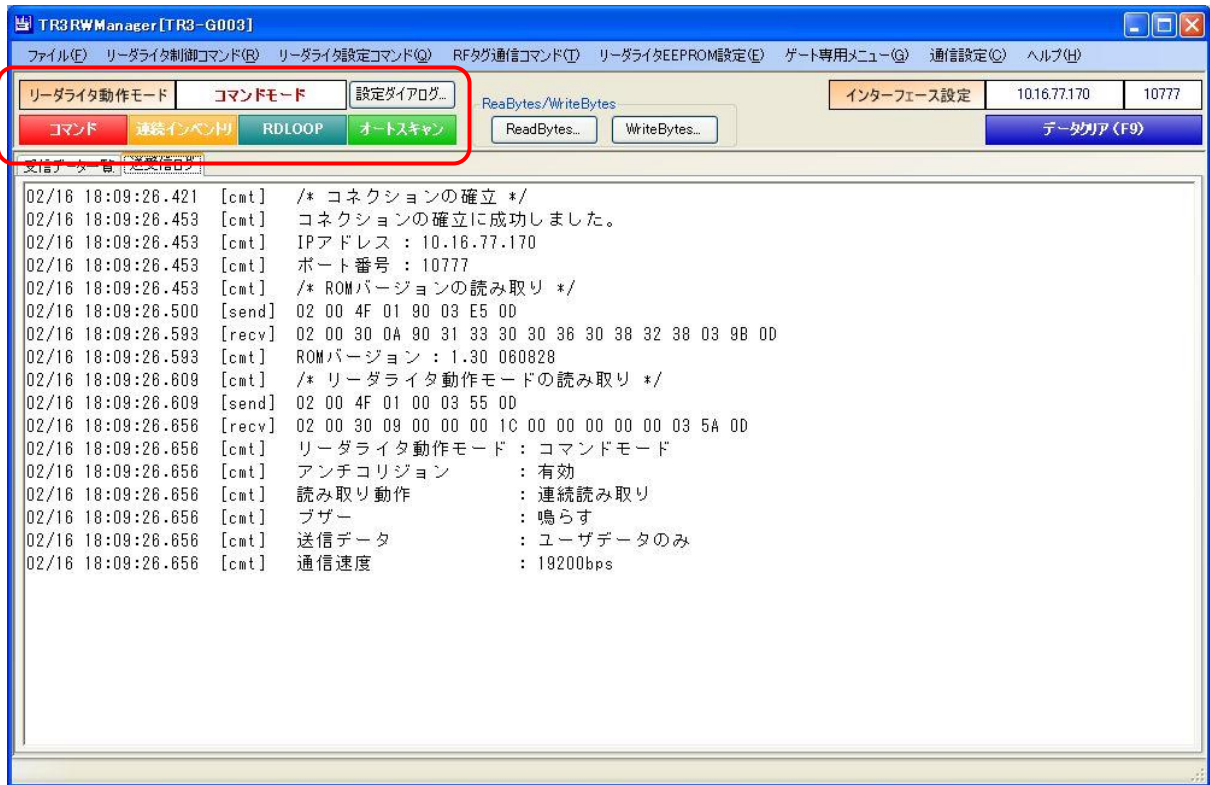 TR3RWManager[TR3-G003]
ファイル(F) リーダライタ制御コマンド(R) リーダライタ設定コマンド(Q) RFタグ通信コマンド(T) リーダライタEEPROM設定(E) ゲート専用メニュー(G) 通信設定(C) ヘルプ(H)
リーダライタ動作モード コマンドモード 設定ダイアログ... ReaBytes/WriteBytes インターフェース設定 10.16.77.170 10777
コマンド 連続インベントリ RDLOOP オートスキャン ReadBytes... WriteBytes... データクリア(F9)
受信データ一覧 送受信ログ
02/16 18:09:26.421 [cmt] /* コネクションの確立 */
02/16 18:09:26.453 [cmt] コネクションの確立に成功しました。
02/16 18:09:26.453 [cmt] IPアドレス : 10.16.77.170
02/16 18:09:26.453 [cmt] ポート番号 : 10777
02/16 18:09:26.453 [cmt] /* ROMバージョンの読み取り */
02/16 18:09:26.500 [send] 02 00 4F 01 90 03 E5 0D
02/16 18:09:26.593 [recv] 02 00 30 0A 90 31 33 30 30 36 30 38 32 38 03 9B 0D
02/16 18:09:26.593 [cmt] ROMバージョン : 1.30 060828
02/16 18:09:26.609 [cmt] /* リーダライタ動作モードの読み取り */
02/16 18:09:26.609 [send] 02 00 4F 01 00 03 55 0D
02/16 18:09:26.656 [recv] 02 00 30 09 00 00 00 1C 00 00 00 00 00 03 5A 0D
02/16 18:09:26.656 [cmt] リーダライタ動作モード : コマンドモード
02/16 18:09:26.656 [cmt] アンチコリジョン : 有効
02/16 18:09:26.656 [cmt] 読み取り動作 : 連続読み取り
02/16 18:09:26.656 [cmt] ブザー : 鳴らす
02/16 18:09:26.656 [cmt] 送信データ : ユーザデータのみ
02/16 18:09:26.656 [cmt] 通信速度 : 19200bps